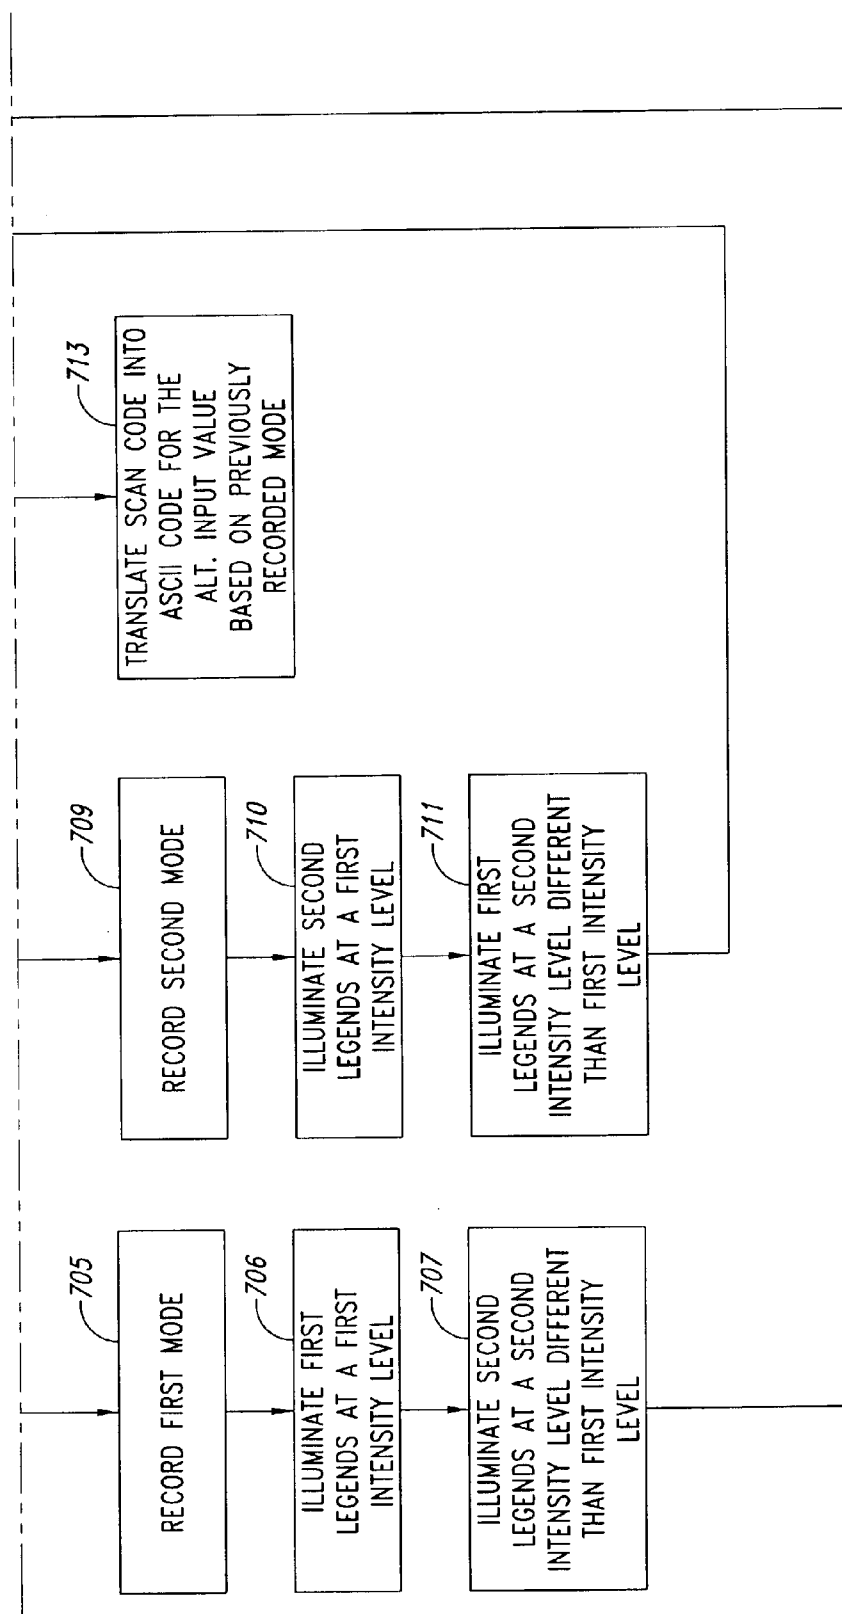 705
RECORD FIRST MODE
706
ILLUMINATE FIRST
LEGENDS AT A FIRST
INTENSITY LEVEL
707
ILLUMINATE SECOND
LEGENDS AT A SECOND
INTENSITY LEVEL DIFFERENT
THAN FIRST INTENSITY
LEVEL
709
RECORD SECOND MODE
710
ILLUMINATE SECOND
LEGENDS AT A FIRST
INTENSITY LEVEL
711
ILLUMINATE FIRST
LEGENDS AT A SECOND
INTENSITY LEVEL DIFFERENT
THAN FIRST INTENSITY
LEVEL
713
TRANSLATE SCAN CODE INTO
ASCII CODE FOR THE
ALT. INPUT VALUE
BASED ON PREVIOUSLY
RECORDED MODE